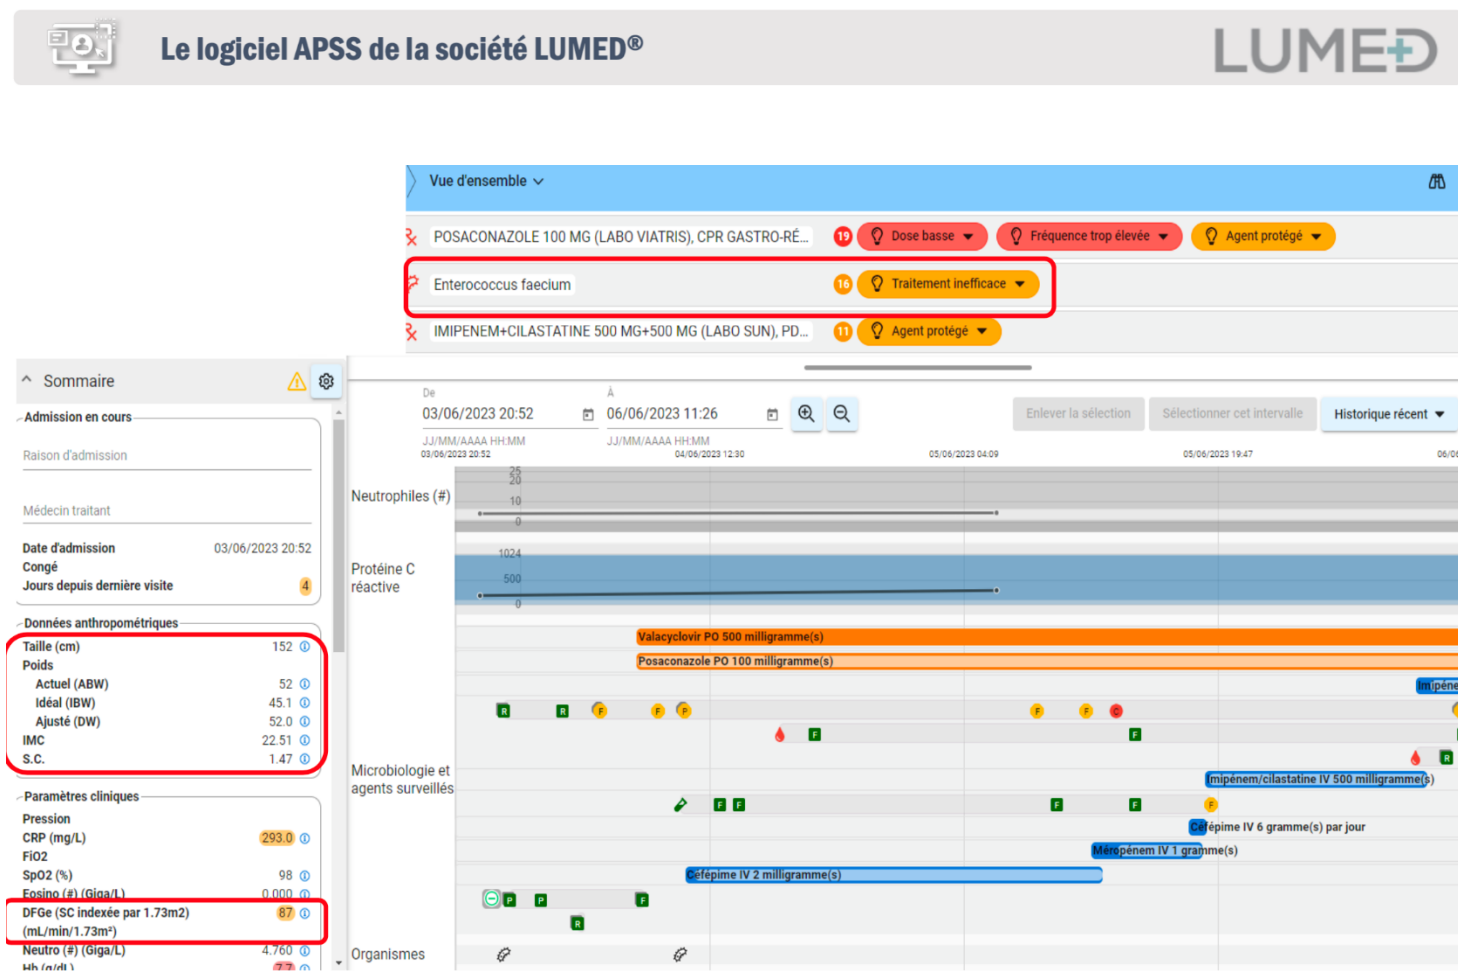 Le logiciel APSS de la société LUMED®
LUMED
Vue d'ensemble
POSACONAZOLE 100 MG (LABO VIATRIS), CPR GASTRO-RÉ... 19 Dose basse Fréquence trop élevée Agent protégé
Enterococcus faecium 16 Traitement inefficace
IMIPENEM+CILASTATINE 500 MG+500 MG (LABO SUN), PD... 11 Agent protégé
Sommaire
Admission en cours
Raison d'admission
Médecin traitant
Date d'admission 03/06/2023 20:52
Congé
Jours depuis dernière visite 4
Données anthropométriques
Taille (cm) 152
Poids
Actuel (ABW) 52
Idéal (IBW) 45.1
Ajusté (DW) 52.0
IMC 22.51
S.C. 1.47
Paramètres cliniques
Pression
CRP (mg/L) 293.0
FiO2
SpO2 (%) 98
Eosino (#) (Giga/L) 0.000
DFGe (SC indexée par 1.73m2) 87
(mL/min/1.73m²)
Neutro (#) (Giga/L) 4.760
Hb (g/dL) 7.7
De À
03/06/2023 20:52 06/06/2023 11:26 Enlever la sélection Sélectionner cet intervalle Historique récent
JJ/MM/AAAA HH:MM JJ/MM/AAAA HH:MM
03/06/2023 20:52 04/06/2023 12:30 05/06/2023 04:09 05/06/2023 19:47 06/06
Neutrophiles (#)
25
20
10
0
Protéine C
réactive
1024
500
0
Valacyclovir PO 500 milligramme(s)
Posaconazole PO 100 milligramme(s)
Imipéne
R R F F P F F C
F F
R
Microbiologie et
agents surveillés
Imipénem/cilastatine IV 500 milligramme(s)
F F F F F
Céfépime IV 6 gramme(s) par jour
Méropénem IV 1 gramme(s)
Céfépime IV 2 milligramme(s)
P P F
R
Organismes